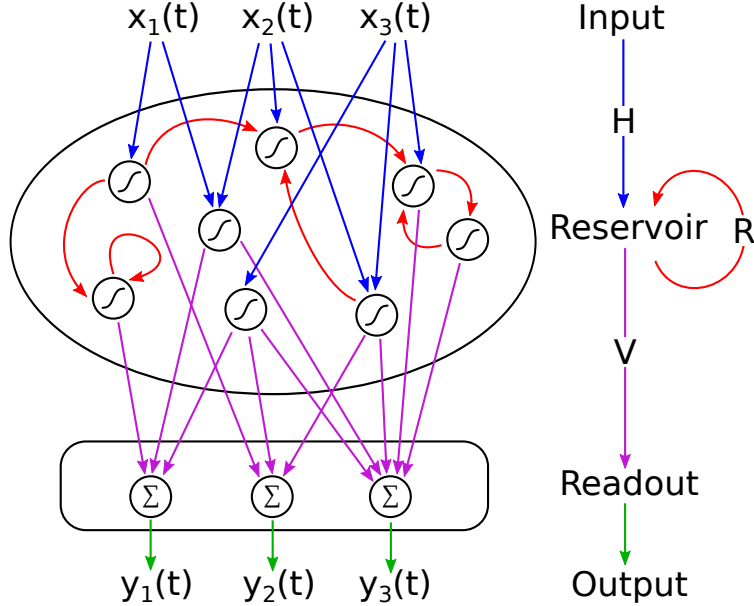 x₁(t) x₂(t) x₃(t) Input
H
Reservoir R
V
Σ Σ Σ Readout
y₁(t) y₂(t) y₃(t) Output